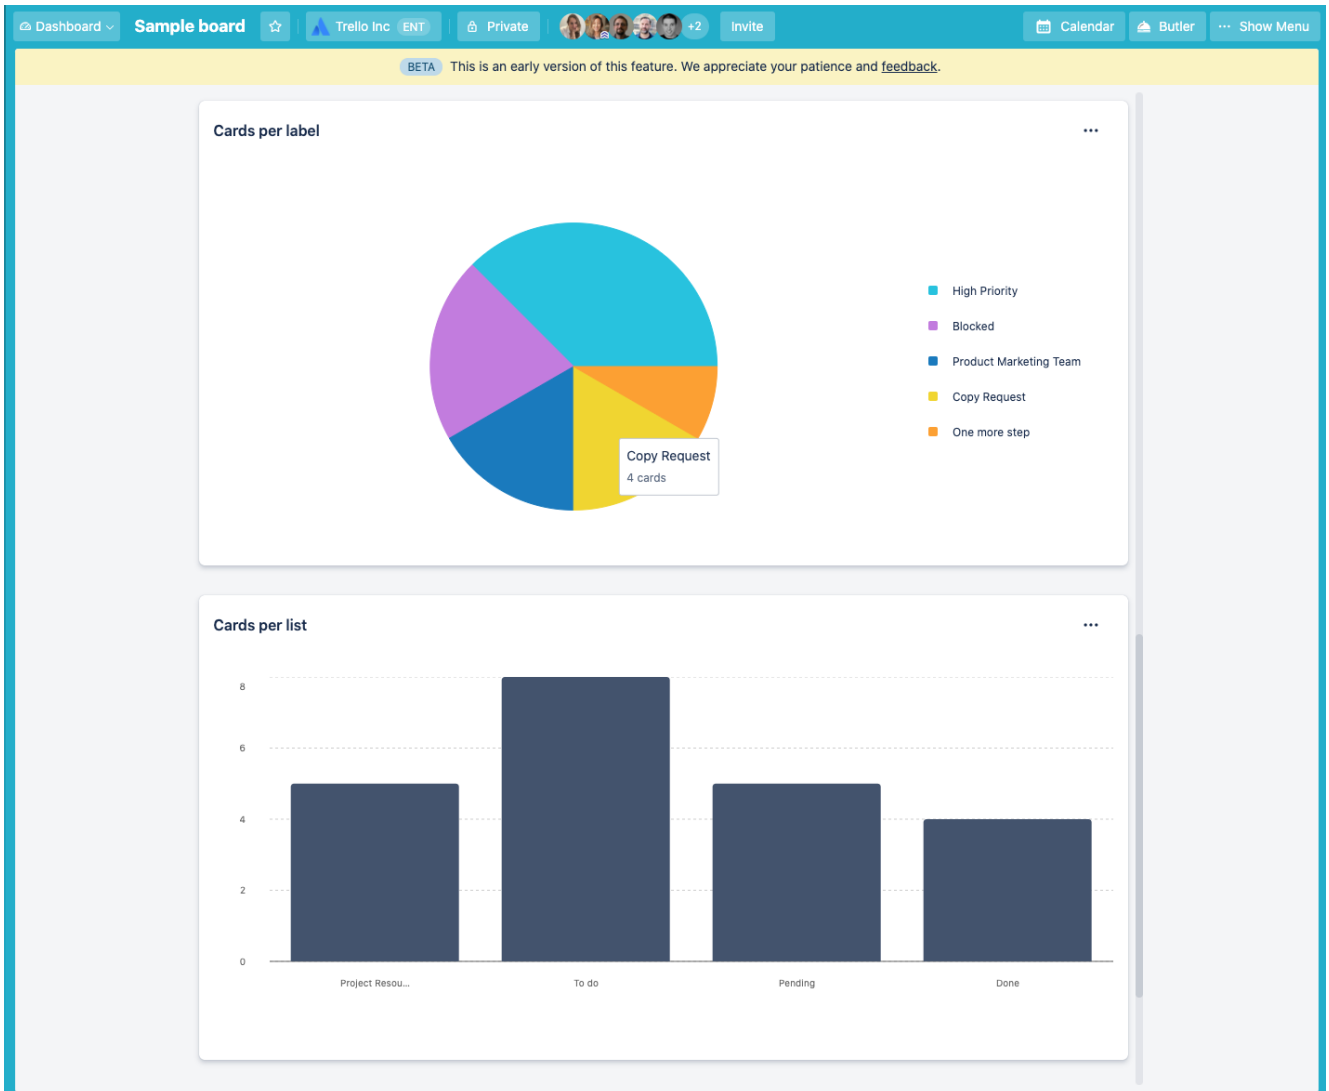 Dashboard
Sample board
Trello Inc ENT
Private
+2
Invite
Calendar
Butler
Show Menu
BETA This is an early version of this feature. We appreciate your patience and feedback.
Cards per label
High Priority
Blocked
Product Marketing Team
Copy Request
One more step
Copy Request
4 cards
Cards per list
8
6
4
2
0
Project Resou...
To do
Pending
Done